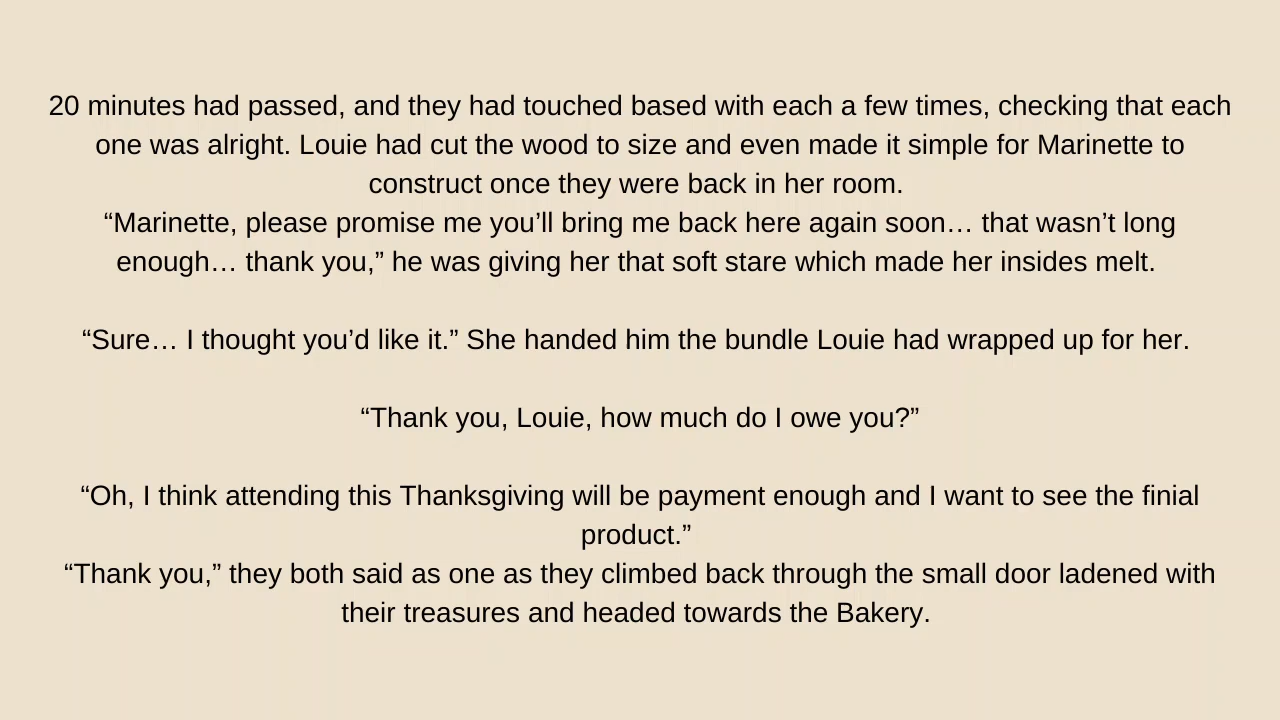 20 minutes had passed, and they had touched based with each a few times, checking that each
one was alright. Louie had cut the wood to size and even made it simple for Marinette to
construct once they were back in her room.
“Marinette, please promise me you’ll bring me back here again soon… that wasn’t long
enough… thank you,” he was giving her that soft stare which made her insides melt.
“Sure… I thought you’d like it.” She handed him the bundle Louie had wrapped up for her.
“Thank you, Louie, how much do I owe you?”
“Oh, I think attending this Thanksgiving will be payment enough and I want to see the finial
product.”
“Thank you,” they both said as one as they climbed back through the small door ladened with
their treasures and headed towards the Bakery.